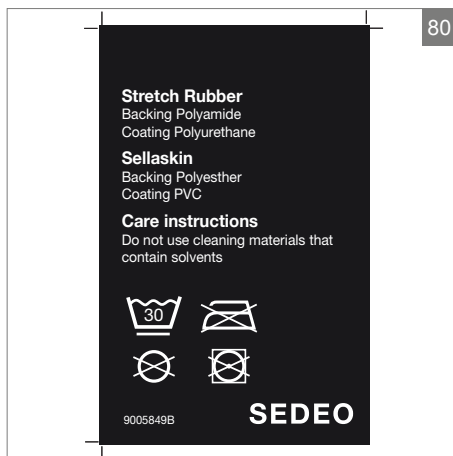 80
Stretch Rubber
Backing Polyamide
Coating Polyurethane
Sellaskin
Backing Polyesther
Coating PVC
Care instructions
Do not use cleaning materials that
contain solvents
30
9005849B
SEDEO